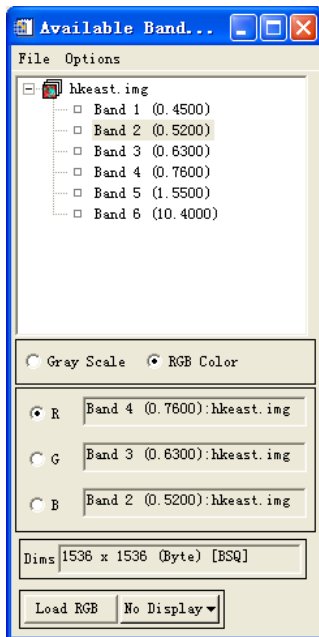 Available Band...
File Options
hkeast.img
Band 1 (0.4500)
Band 2 (0.5200)
Band 3 (0.6300)
Band 4 (0.7600)
Band 5 (1.5500)
Band 6 (10.4000)
Gray Scale RGB Color
R Band 4 (0.7600):hkeast.img
G Band 3 (0.6300):hkeast.img
B Band 2 (0.5200):hkeast.img
Dims 1536 x 1536 (Byte) [BSQ]
Load RGB No Display